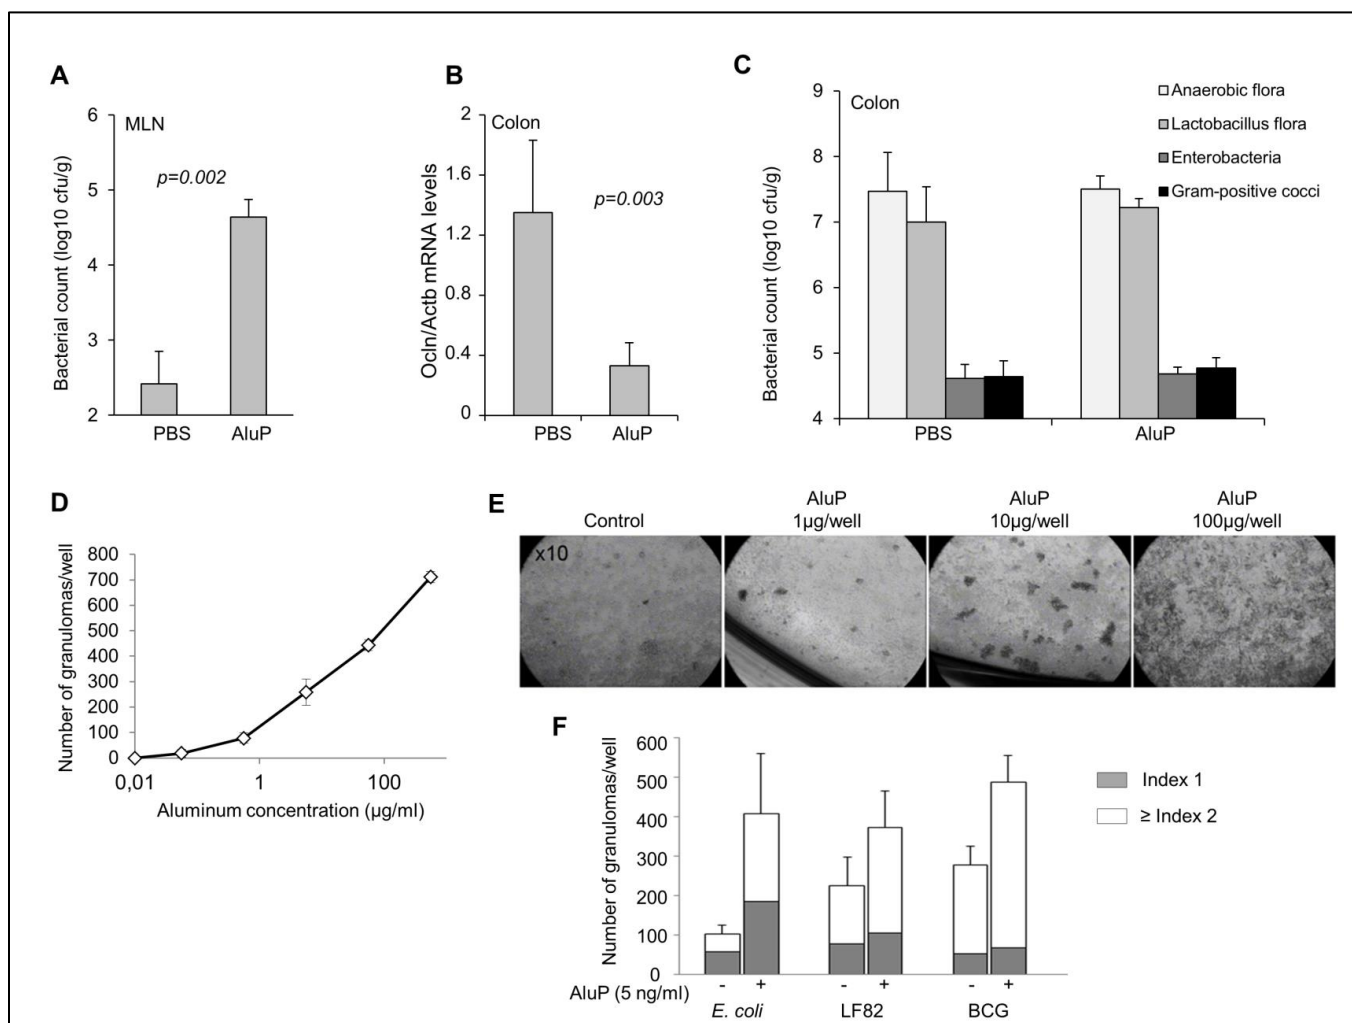 A
Bacterial count (log10 cfu/g)
6
5
4
3
2
MLN
p=0.002
PBS AluP
B
Ocln/Actb mRNA levels
2
1.6
1.2
0.8
0.4
0
Colon
p=0.003
PBS AluP
C
Bacterial count (log10 cfu/g)
9
8
7
6
5
4
Colon
Anaerobic flora
Lactobacillus flora
Enterobacteria
Gram-positive cocci
PBS AluP
D
Number of granulomas/well
800
700
600
500
400
300
200
100
0
0,01 1 100
Aluminum concentration (µg/ml)
E
Control
AluP
1µg/well
AluP
10µg/well
AluP
100µg/well
x10
F
Number of granulomas/well
600
500
400
300
200
100
0
Index 1
≥ Index 2
AluP (5 ng/ml) - + - + - +
E. coli LF82 BCG